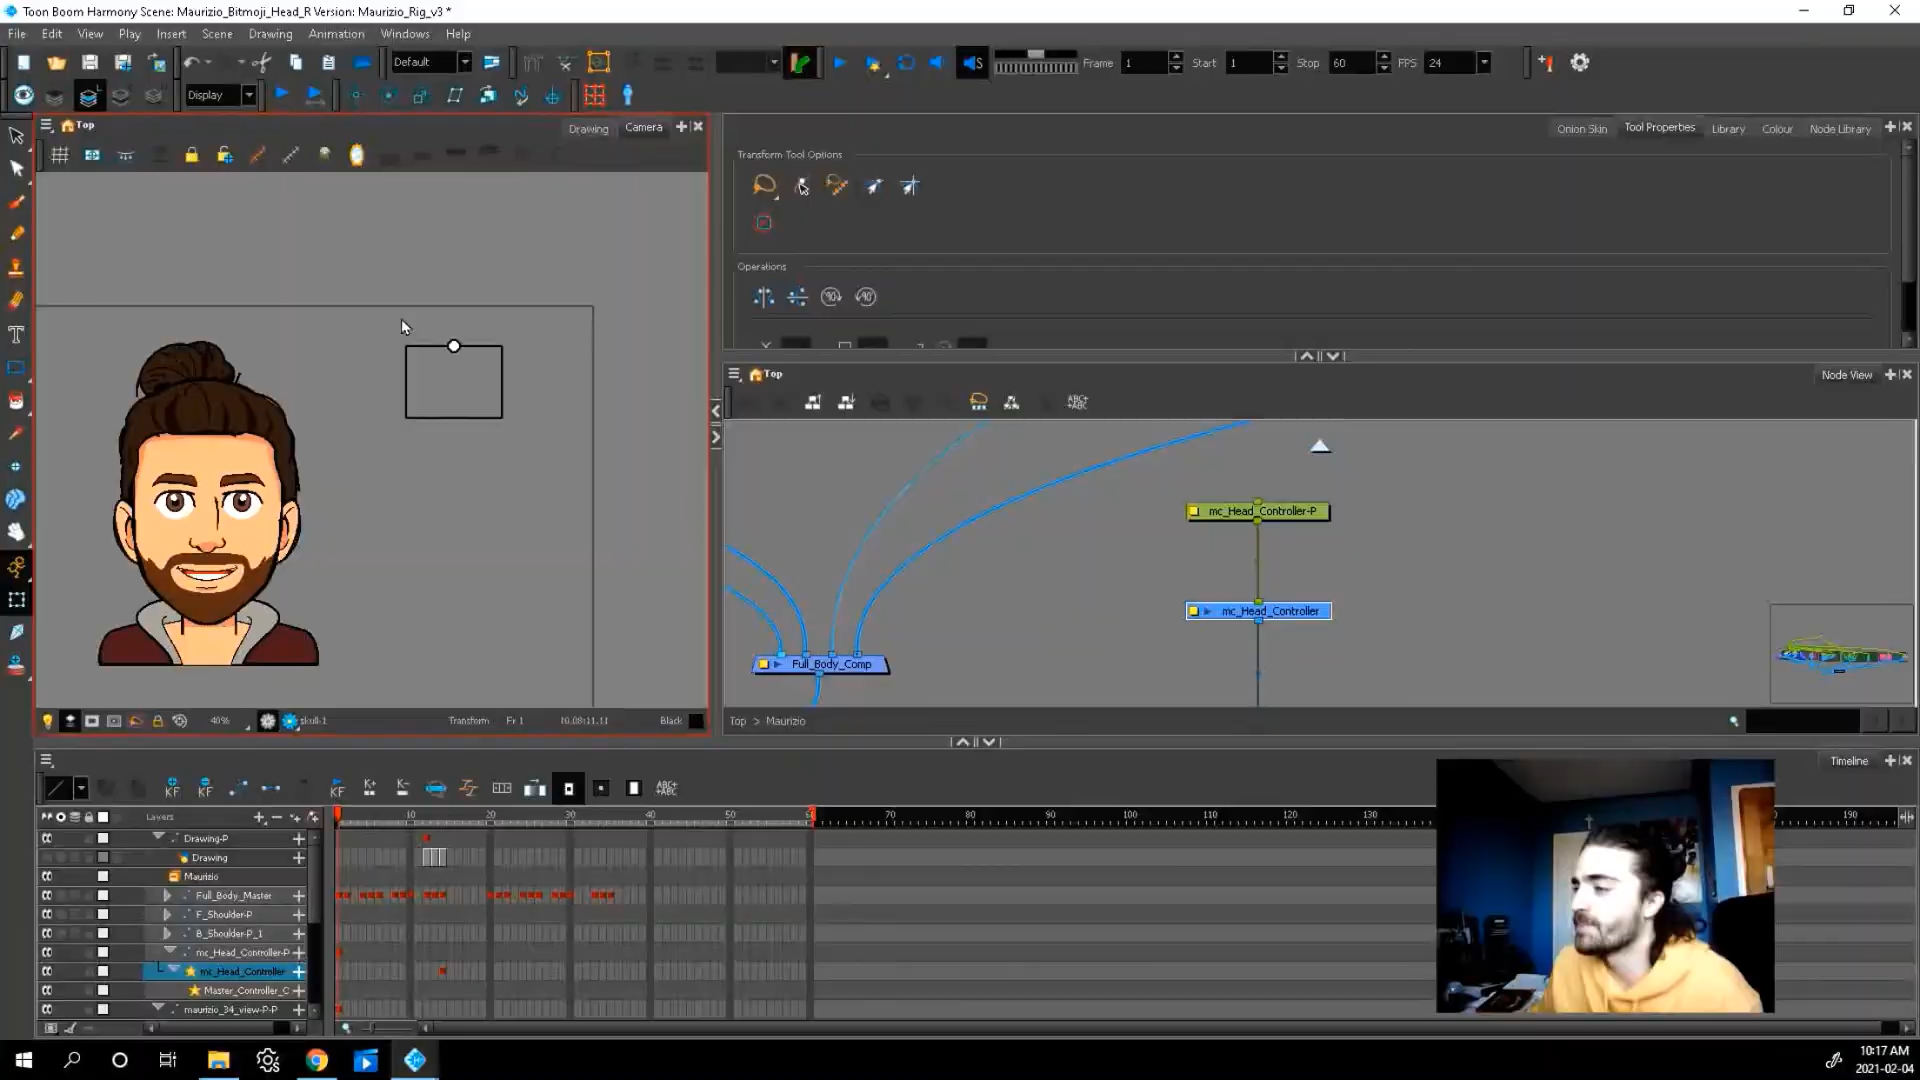 Toon Boom Harmony Scene: Maurizio_Bitmoji_Head_R Version: Maurizio_Rig_v3 *
File Edit View Play Insert Scene Drawing Animation Windows Help
Default
Frame 1 Start 1 Stop 60 FPS 24
Display
Top
Drawing Camera
Onion Skin Tool Properties Library Colour Node Library
Transform Tool Options
Operations
Top
Node View
mc_Head_Controller-P
mc_Head_Controller
Full_Body_Comp
40% skull-1 Transform Fr 1 Black
Top > Maurizio
Timeline
Layers
10 20 30 40 50 70 80 90 100 110 120 130 190
Drawing-P
Drawing
Maurizio
Full_Body_Master
F_Shoulder-P
B_Shoulder-P_1
mc_Head_Controller-P
mc_Head_Controller
Master_Controller_C
maurizio_34_view-P-P
10:17 AM
2021-02-04